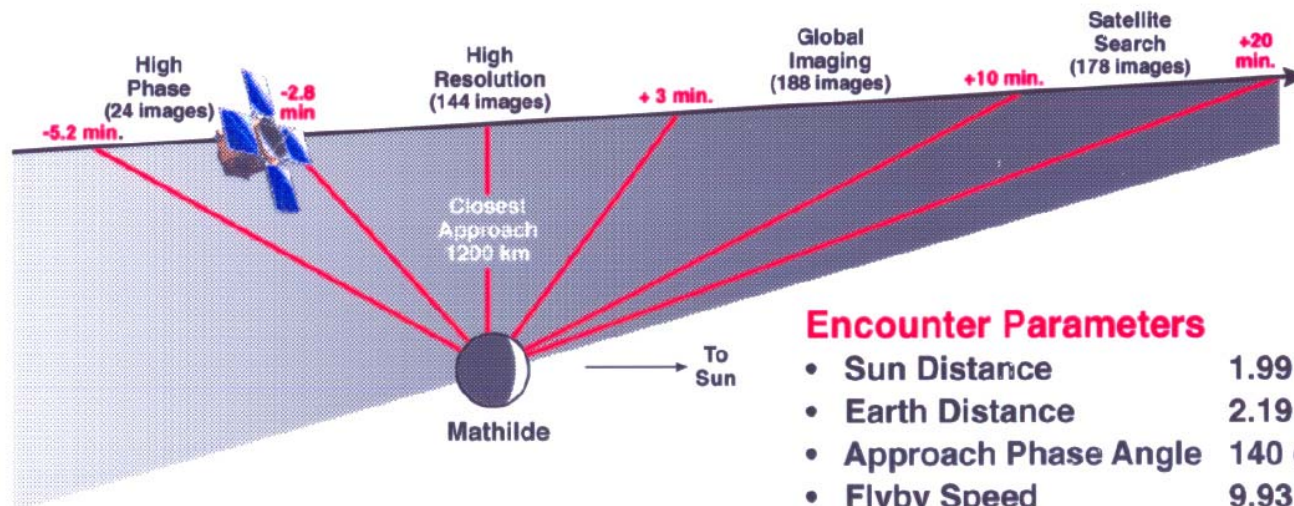 High
Phase
(24 images)
-5.2 min.
-2.8
min
High
Resolution
(144 images)
+ 3 min.
Global
Imaging
(188 images)
+10 min.
Satellite
Search
(178 images)
+20
min.
Closest
Approach
1200 km
Mathilde
To
Sun
Encounter Parameters
• Sun Distance 1.99
• Earth Distance 2.19
• Approach Phase Angle 140
• Flyby Speed 9.93